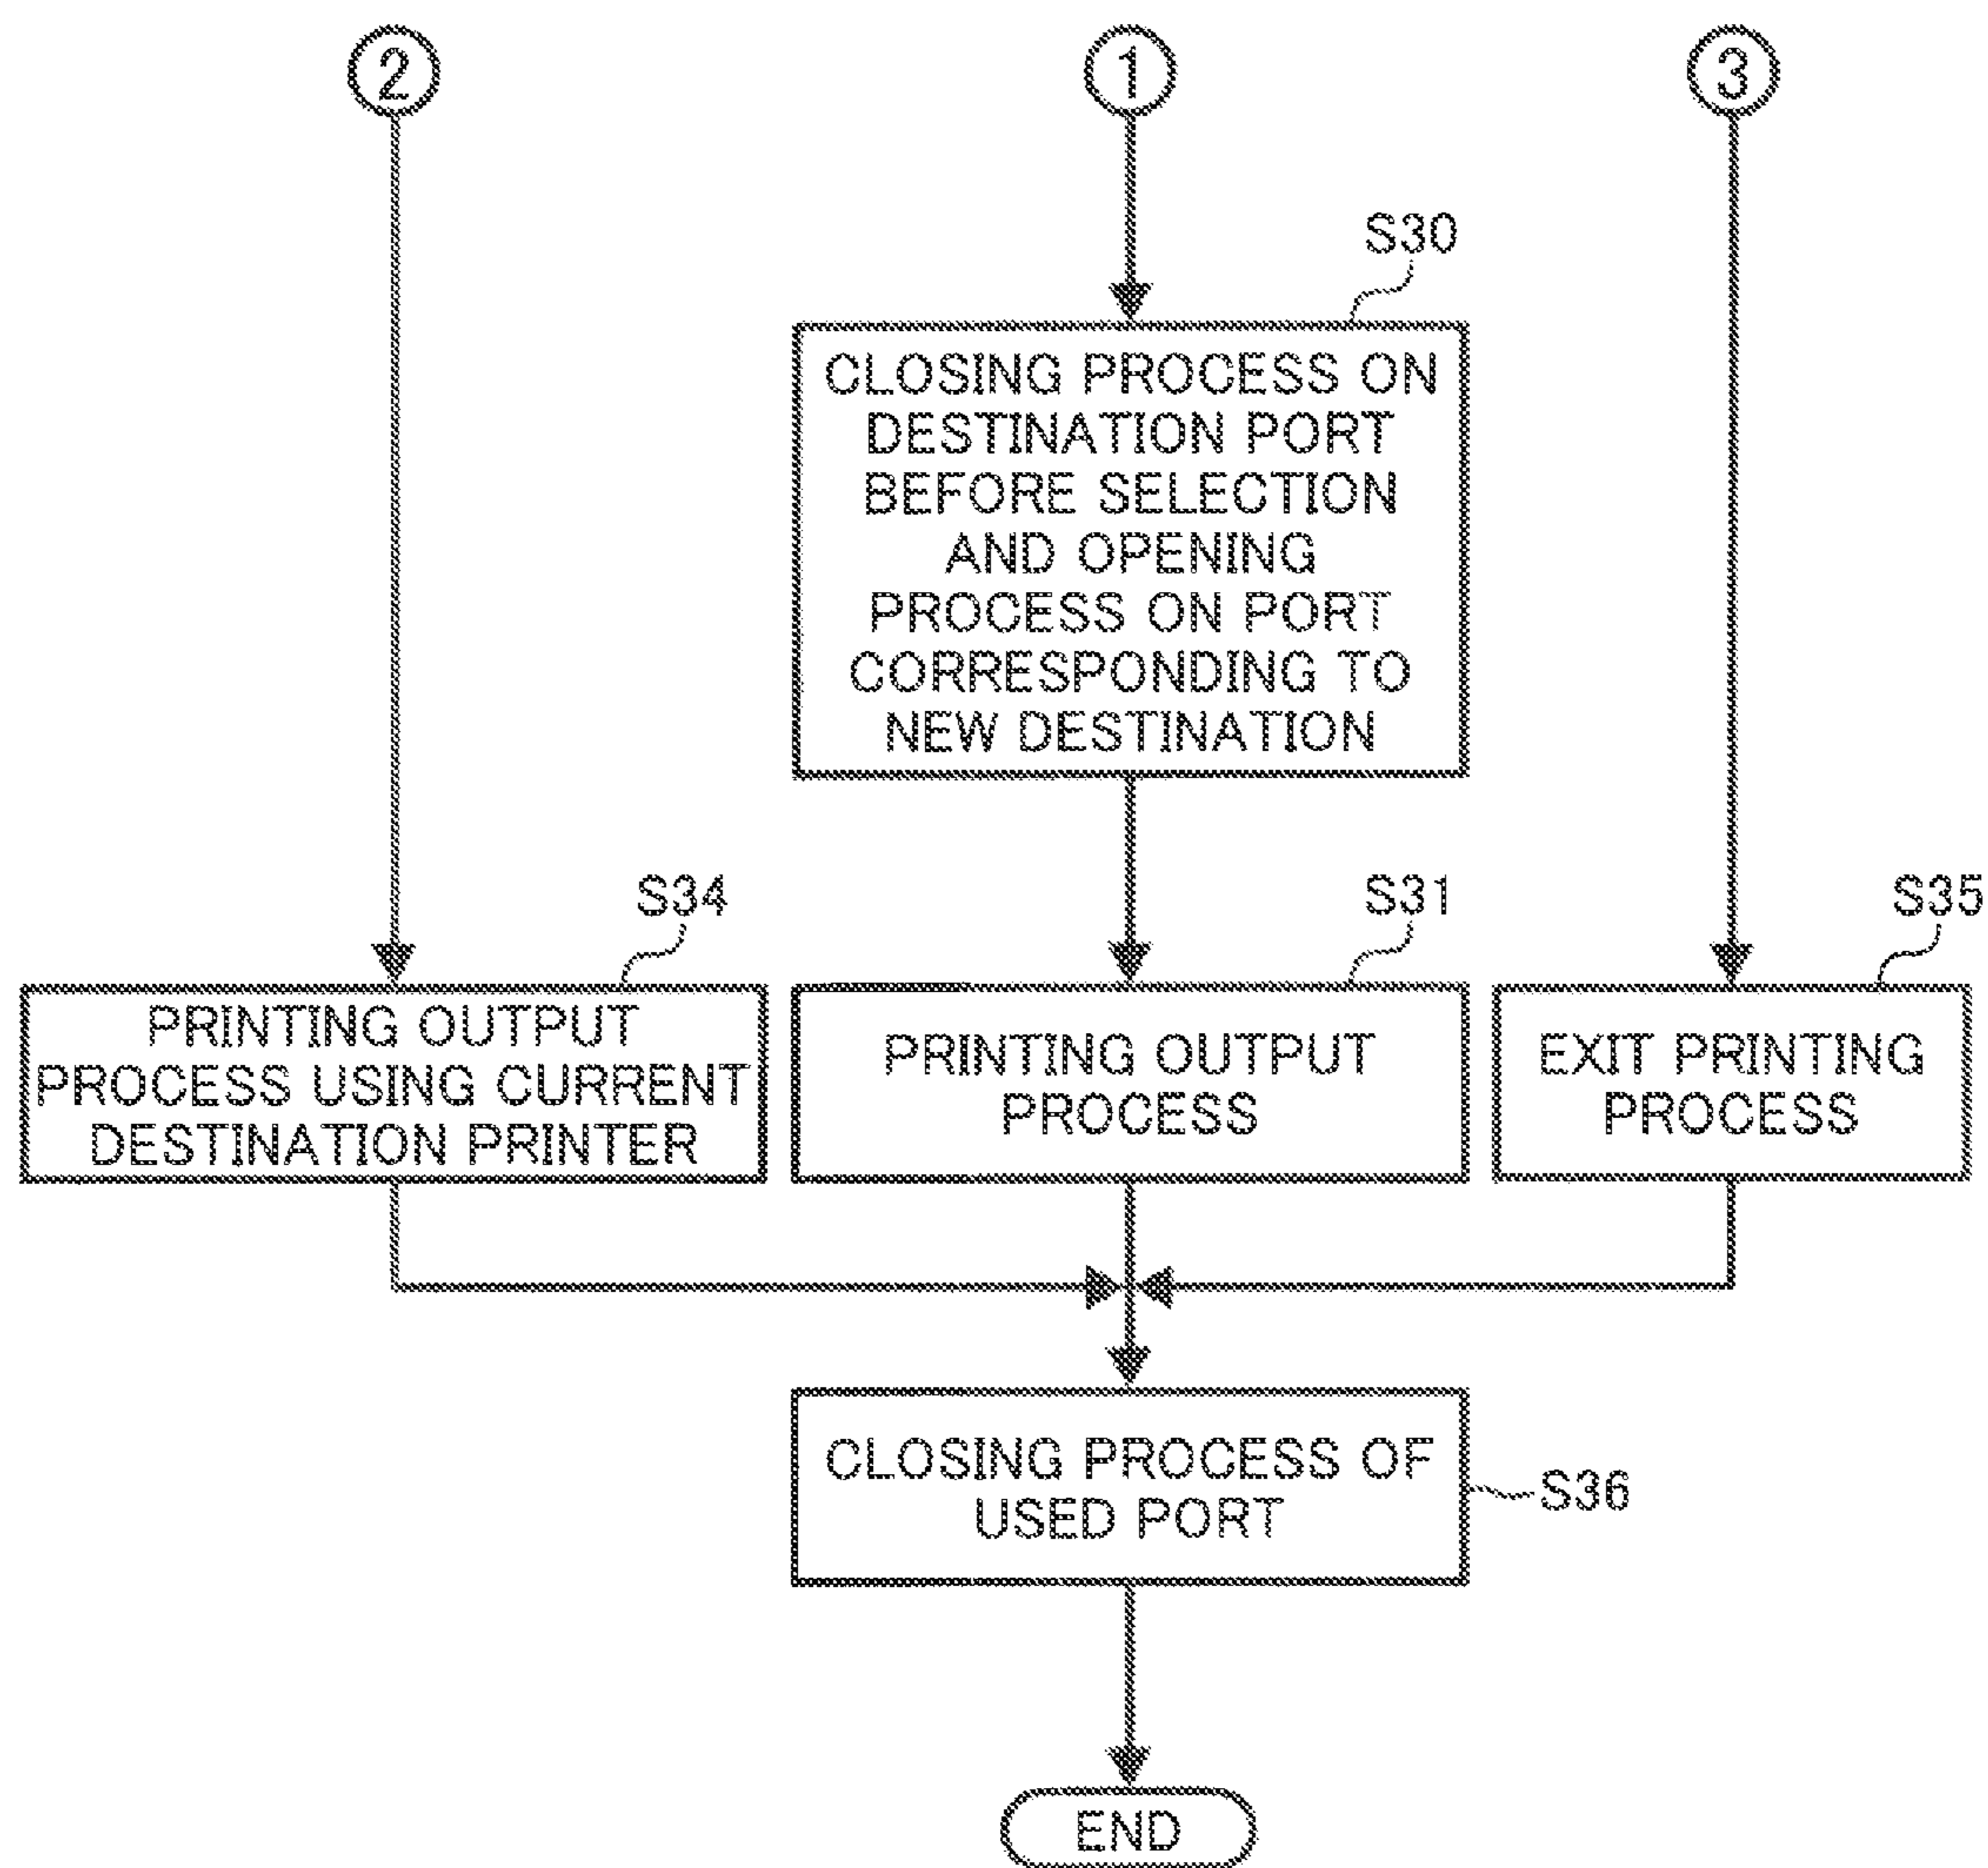 2
1
3
S30
CLOSING PROCESS ON
DESTINATION PORT
BEFORE SELECTION
AND OPENING
PROCESS ON PORT
CORRESPONDING TO
NEW DESTINATION
S34
PRINTING OUTPUT
PROCESS USING CURRENT
DESTINATION PRINTER
S31
PRINTING OUTPUT
PROCESS
S35
EXIT PRINTING
PROCESS
CLOSING PROCESS OF
USED PORT
S36
END